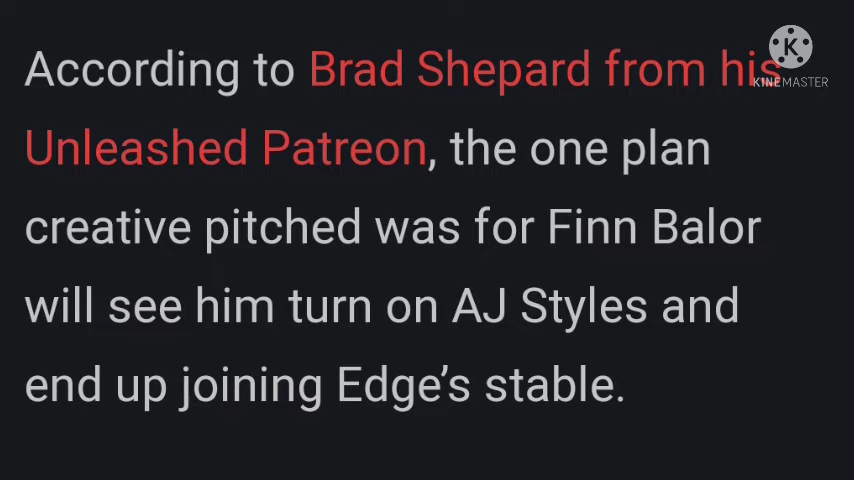 According to Brad Shepard from his
KINEMASTER
Unleashed Patreon, the one plan
creative pitched was for Finn Balor
will see him turn on AJ Styles and
end up joining Edge’s stable.